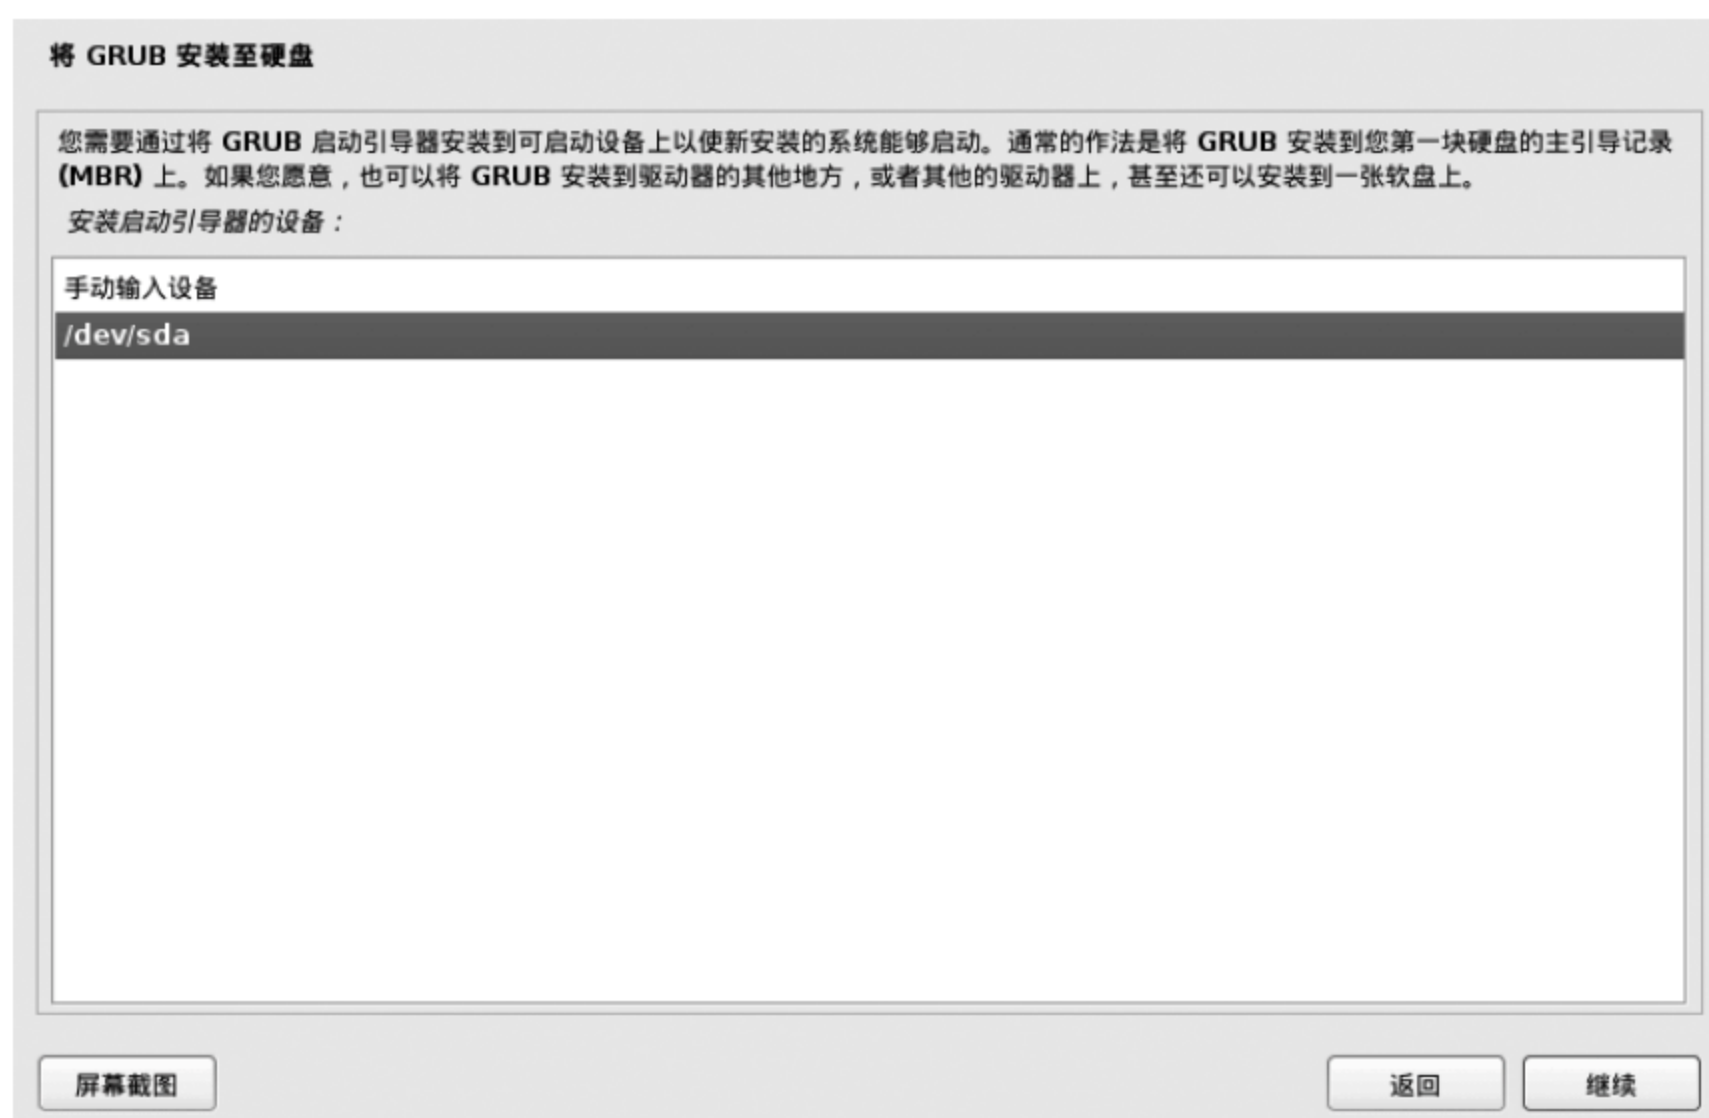 将 GRUB 安装至硬盘
您需要通过将 GRUB 启动引导器安装到可启动设备上以使新安装的系统能够启动。通常的作法是将 GRUB 安装到您第一块硬盘的主引导记录
(MBR) 上。如果您愿意，也可以将 GRUB 安装到驱动器的其他地方，或者其他的驱动器上，甚至还可以安装到一张软盘上。
安装启动引导器的设备：
手动输入设备
/dev/sda
屏幕截图
返回
继续